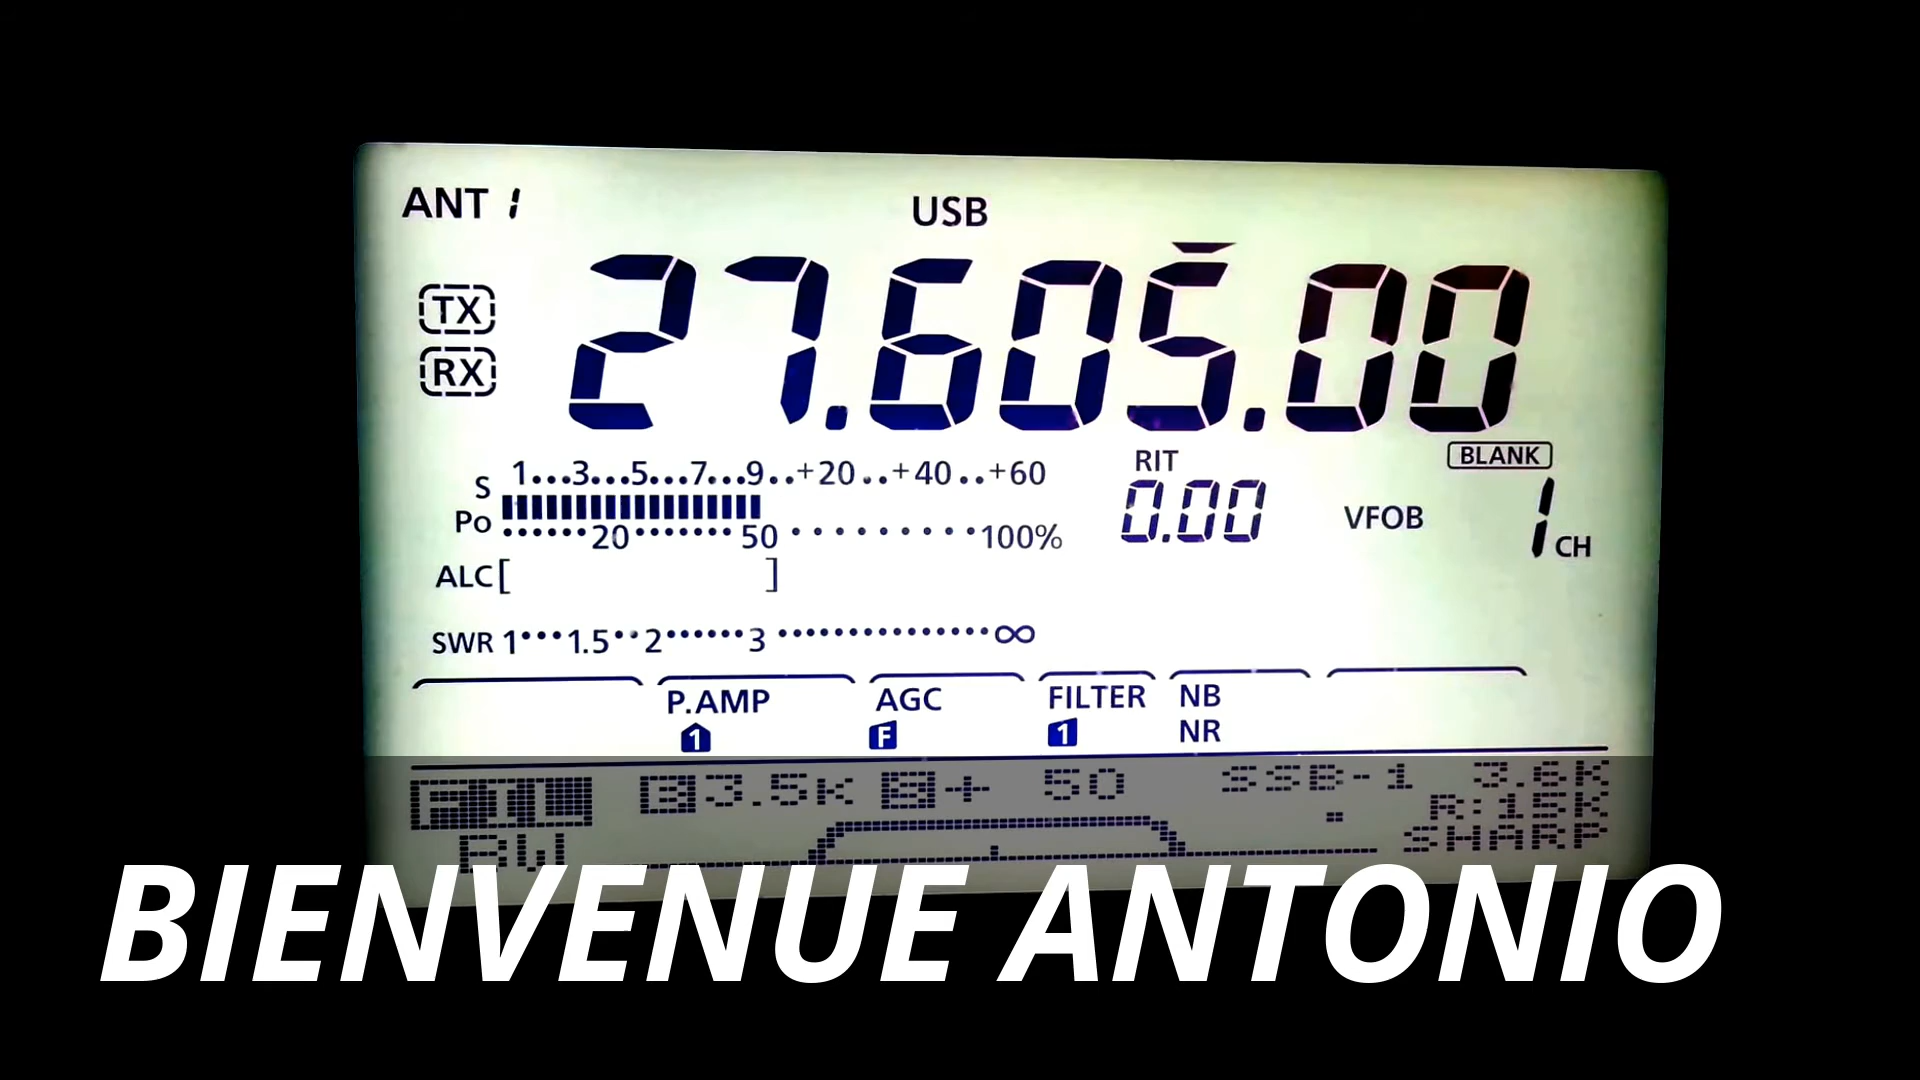 ANT 1
USB
TX
27.605.00
RX
BLANK
S 1...3...5...7...9..+20..+40..+60
RIT
Po 20 50 100%
0.00
VFOB
1 CH
ALC [ ]
SWR 1 1.5 2 3 ∞
P.AMP AGC FILTER NB
1 F 1 NR
FIL B 3.5K S + 50 SSB-1 3.6K
R:15K
BW SHARP
BIENVENUE ANTONIO